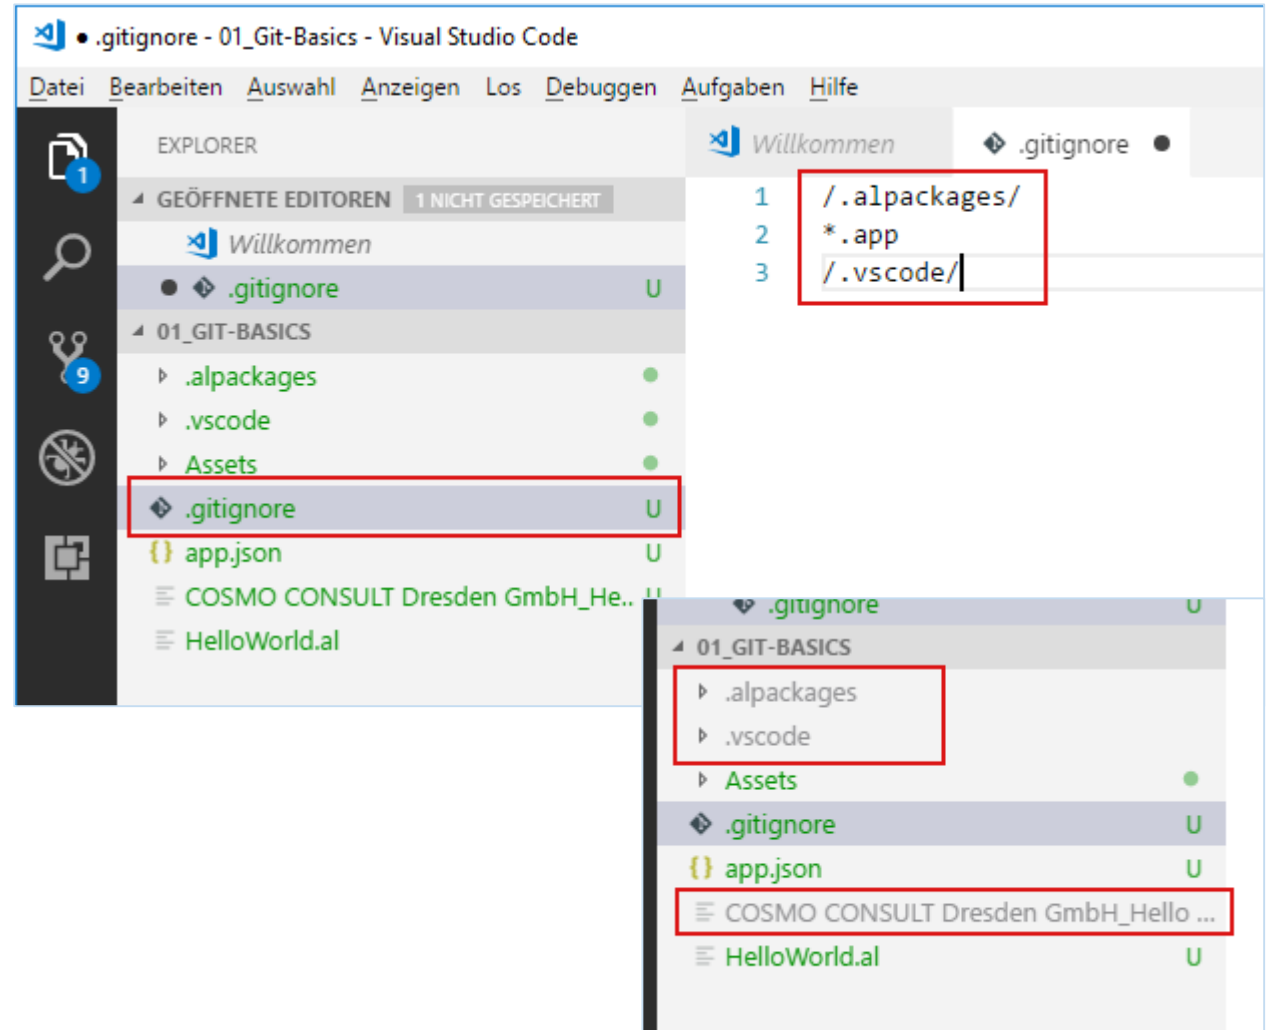 ● .gitignore - 01_Git-Basics - Visual Studio Code
Datei Bearbeiten Auswahl Anzeigen Los Debuggen Aufgaben Hilfe
EXPLORER
GEÖFFNETE EDITOREN 1 NICHT GESPEICHERT
Willkommen
.gitignore U
01_GIT-BASICS
.alpackages
.vscode
Assets
.gitignore U
{} app.json U
COSMO CONSULT Dresden GmbH_He.. U
HelloWorld.al
1
9
Willkommen .gitignore ●
1 /.alpackages/
2 *.app
3 /.vscode/
.gitignore U
01_GIT-BASICS
.alpackages
.vscode
Assets
.gitignore U
{} app.json U
COSMO CONSULT Dresden GmbH_Hello ...
HelloWorld.al U